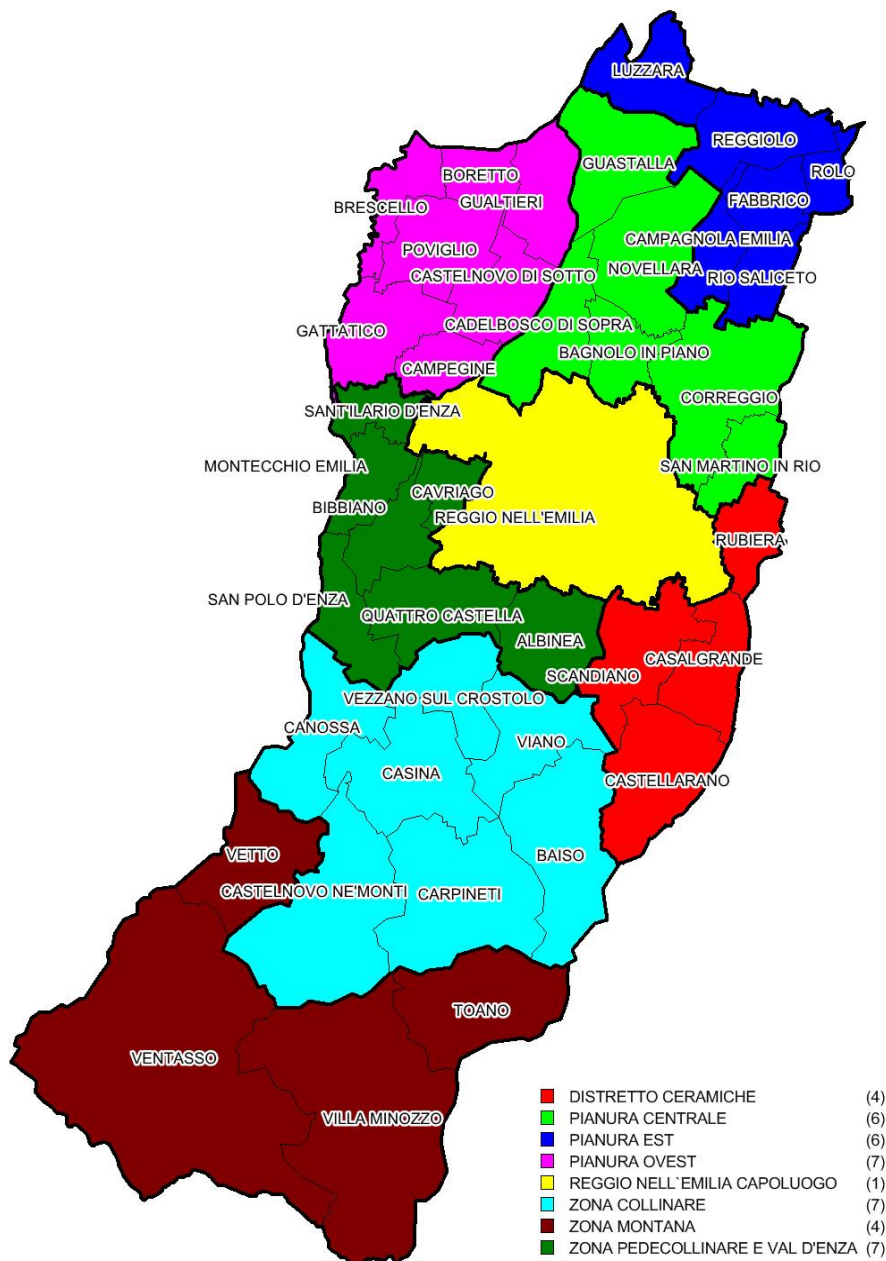 LUZZARA
REGGIOLO
GUASTALLA
ROLO
BORETTO
FABBRICO
GUALTIERI
BRESCELLO
CAMPAGNOLA EMILIA
POVIGLIO
NOVELLARA
CASTELNOVO DI SOTTO
RIO SALICETO
CADELBOSCO DI SOPRA
GATTATICO
BAGNOLO IN PIANO
CAMPEGINE
CORREGGIO
SANT'ILARIO D'ENZA
MONTECCHIO EMILIA
SAN MARTINO IN RIO
CAVRIAGO
BIBBIANO
REGGIO NELL'EMILIA
RUBIERA
SAN POLO D'ENZA
QUATTRO CASTELLA
ALBINEA
CASALGRANDE
SCANDIANO
VEZZANO SUL CROSTOLO
CANOSSA
VIANO
CASINA
CASTELLARANO
VETTO
BAISO
CASTELNOVO NE'MONTI
CARPINETI
TOANO
VENTASSO
VILLA MINOZZO
DISTRETTO CERAMICHE (4)
PIANURA CENTRALE (6)
PIANURA EST (6)
PIANURA OVEST (7)
REGGIO NELL`EMILIA CAPOLUOGO (1)
ZONA COLLINARE (7)
ZONA MONTANA (4)
ZONA PEDECOLLINARE E VAL D'ENZA (7)